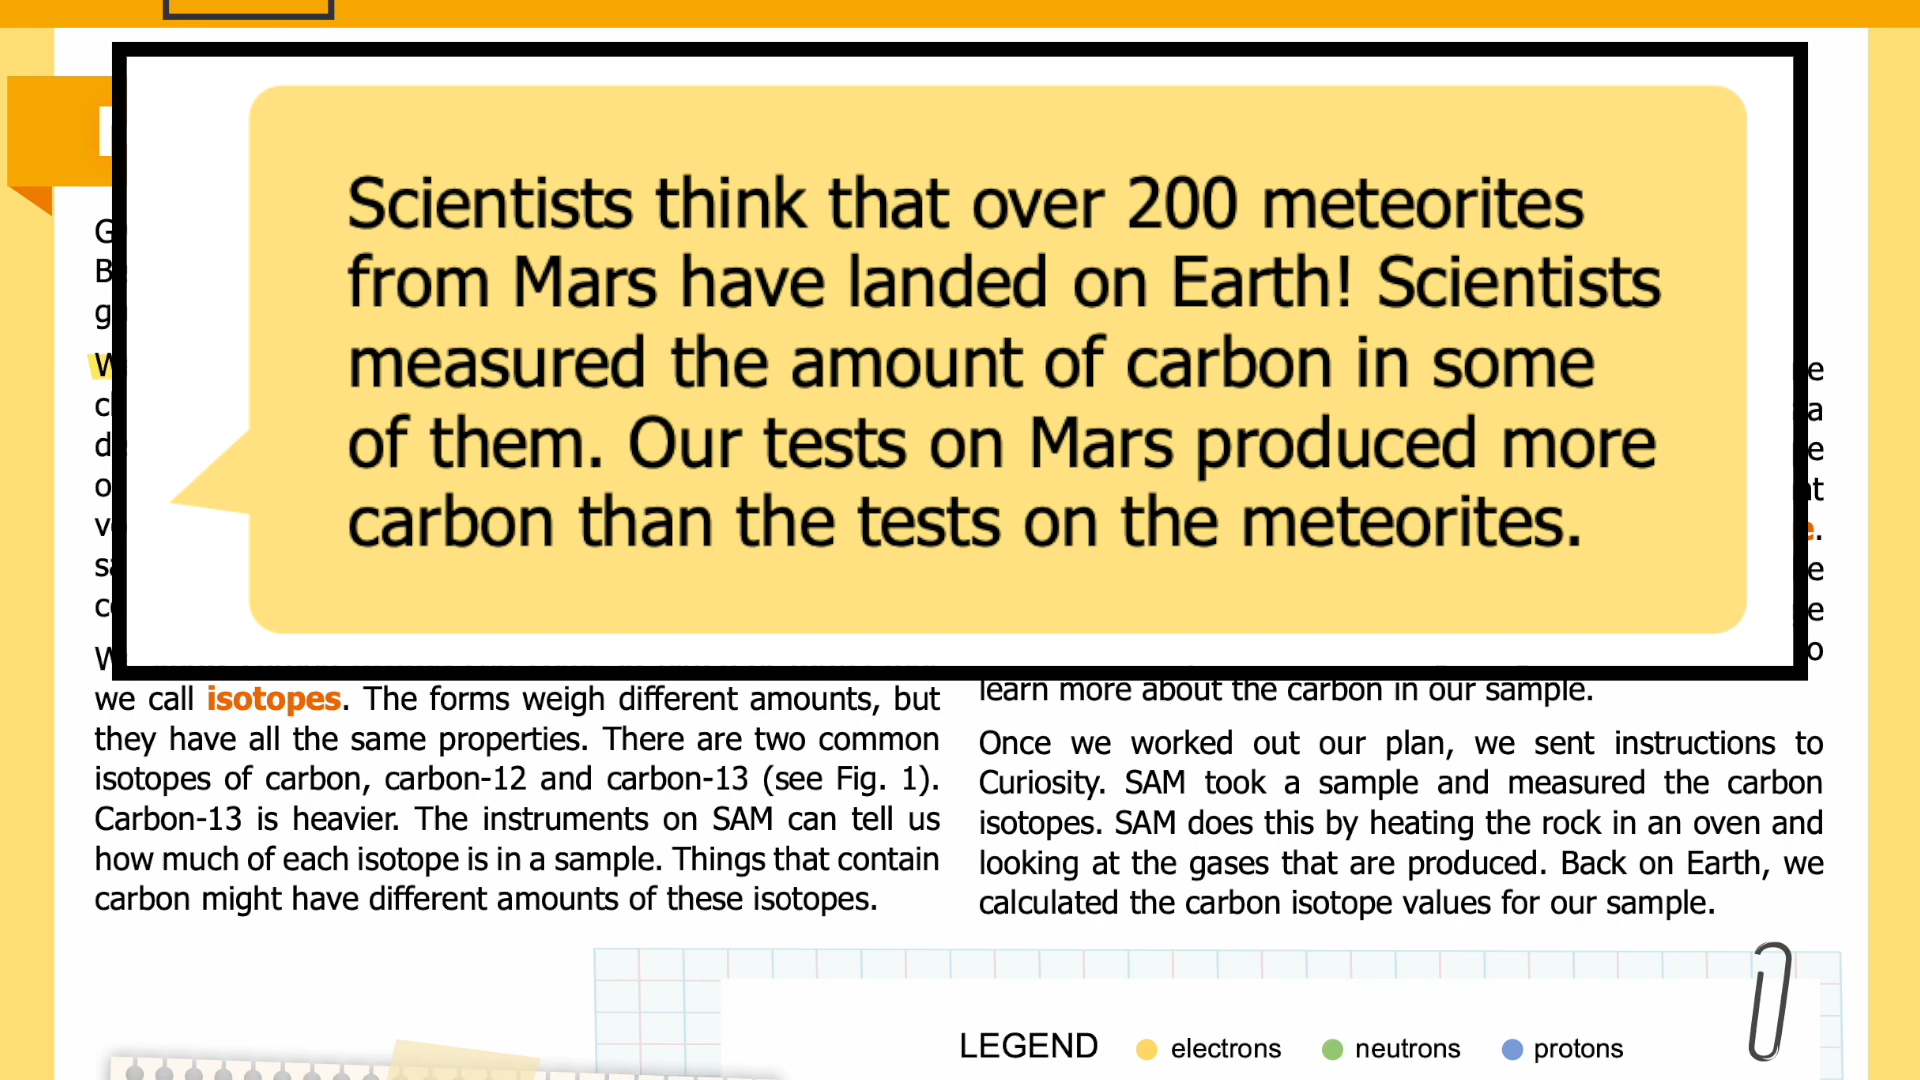 Scientists think that over 200 meteorites
from Mars have landed on Earth! Scientists
measured the amount of carbon in some
of them. Our tests on Mars produced more
carbon than the tests on the meteorites.
we call isotopes. The forms weigh different amounts, but
they have all the same properties. There are two common
isotopes of carbon, carbon-12 and carbon-13 (see Fig. 1).
Carbon-13 is heavier. The instruments on SAM can tell us
how much of each isotope is in a sample. Things that contain
carbon might have different amounts of these isotopes.
learn more about the carbon in our sample.
Once we worked out our plan, we sent instructions to
Curiosity. SAM took a sample and measured the carbon
isotopes. SAM does this by heating the rock in an oven and
looking at the gases that are produced. Back on Earth, we
calculated the carbon isotope values for our sample.
LEGEND electrons neutrons protons